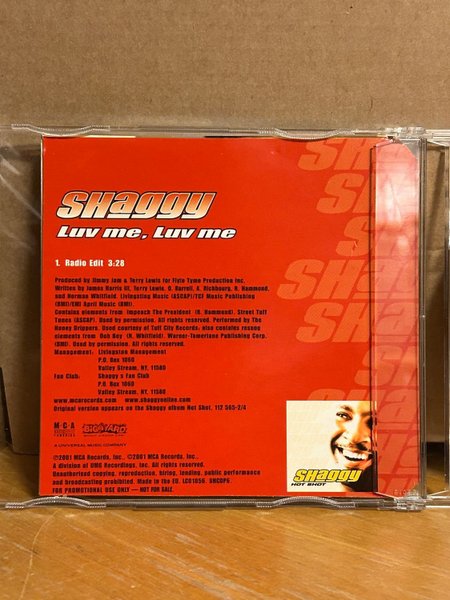 SHaggy
Luv me, Luv me
1. Radio Edit 3:28
Produced by Jimmy Jam & Terry Lewis for Flyte Tyme Production Inc.
Written by James Harris III, Terry Lewis, O. Harvell, A. Richbourg, R. Hammond,
and Norman Whitfield. Livingsting Music (ASCAP)/TCF Music Publishing
(BMI)/EMI April Music (BMI).
Contains elements from Impeach The President (R. Hammond), Street Tuff
Tunes (ASCAP). Used by permission. All rights reserved. Performed by The
Honey Drippers. Used courtesy of Tuff City Records; also contains resung
elements from Ooh Boy (N. Whitfield). Warner-Tamerlane Publishing Corp.
(BMI). Used by permission. All rights reserved.
Management: Livingston Management
P.O. Box 1060
Valley Stream, NY, 11580
Fan Club: Shaggy's Fan Club
P.O. Box 1060
Valley Stream, NY, 11580
www.mcarecords.com www.shaggyonline.com
Original version appears on the Shaggy album Hot Shot, 112 565-2/4
M·C·A
BIGYARD
A UNIVERSAL MUSIC COMPANY
℗2001 MCA Records, Inc., ©2001 MCA Records, Inc.,
A division of UMG Recordings, Inc. All rights reserved.
Unauthorised copying, reproduction, hiring, lending, public performance
and broadcasting prohibited. Made in the EU. LC01056. SHCDP6.
FOR PROMOTIONAL USE ONLY — NOT FOR SALE.
SHaggy
HOT SHOT
SHaggy